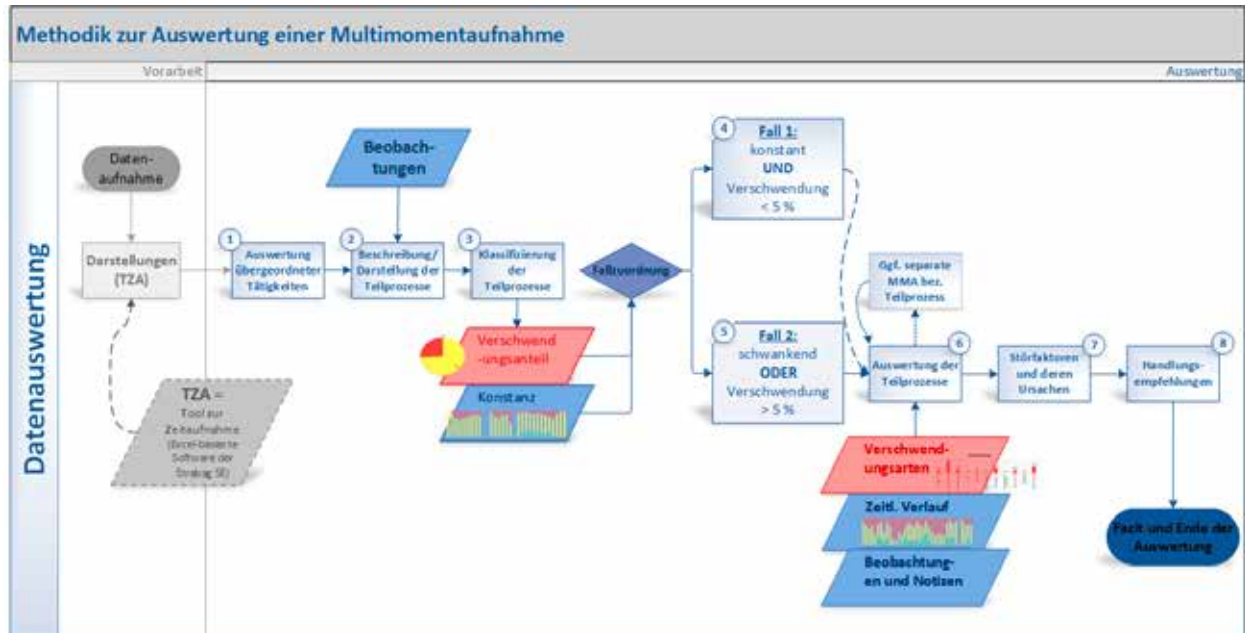 Methodik zur Auswertung einer Multimomentaufnahme
Vorarbeit
Auswertung
Datenauswertung
Daten-
aufnahme
Darstellungen
(TZA)
TZA =
Tool zur
Zeitaufnahme
(Excel-basierte
Software der
Strabag SE)
1
Auswertung
übergeordneter
Tätigkeiten
Beobach-
tungen
2
Beschreibung/
Darstellung der
Teilprozesse
3
Klassifizierung
der
Teilprozesse
Verschwend
-ungsanteil
Konstanz
Fallzuordnung
4
Fall 1:
konstant
UND
Verschwendung
< 5 %
5
Fall 2:
schwankend
ODER
Verschwendung
> 5 %
Ggf. separate
MMA bez.
Teilprozess
6
Auswertung der
Teilprozesse
Verschwend-
ungsarten
Zeitl. Verlauf
Beobachtung-
en und Notizen
7
Störfaktoren
und deren
Ursachen
8
Handlungs-
empfehlungen
Fazit und Ende der
Auswertung